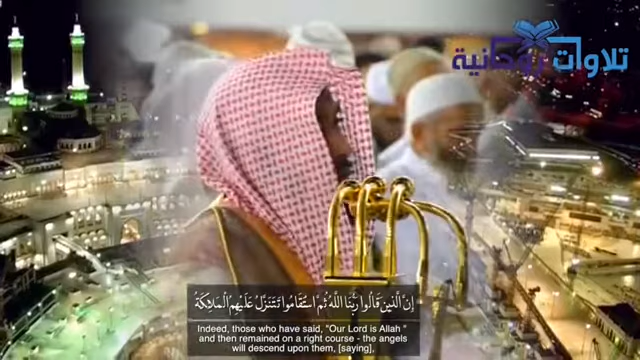 تلاوات روحانية
إِنَّ الَّذِينَ قَالُوا رَبُّنَا اللَّهُ ثُمَّ اسْتَقَامُوا تَتَنَزَّلُ عَلَيْهِمُ الْمَلَائِكَةُ
Indeed, those who have said, "Our Lord is Allah "
and then remained on a right course - the angels
will descend upon them, [saying],